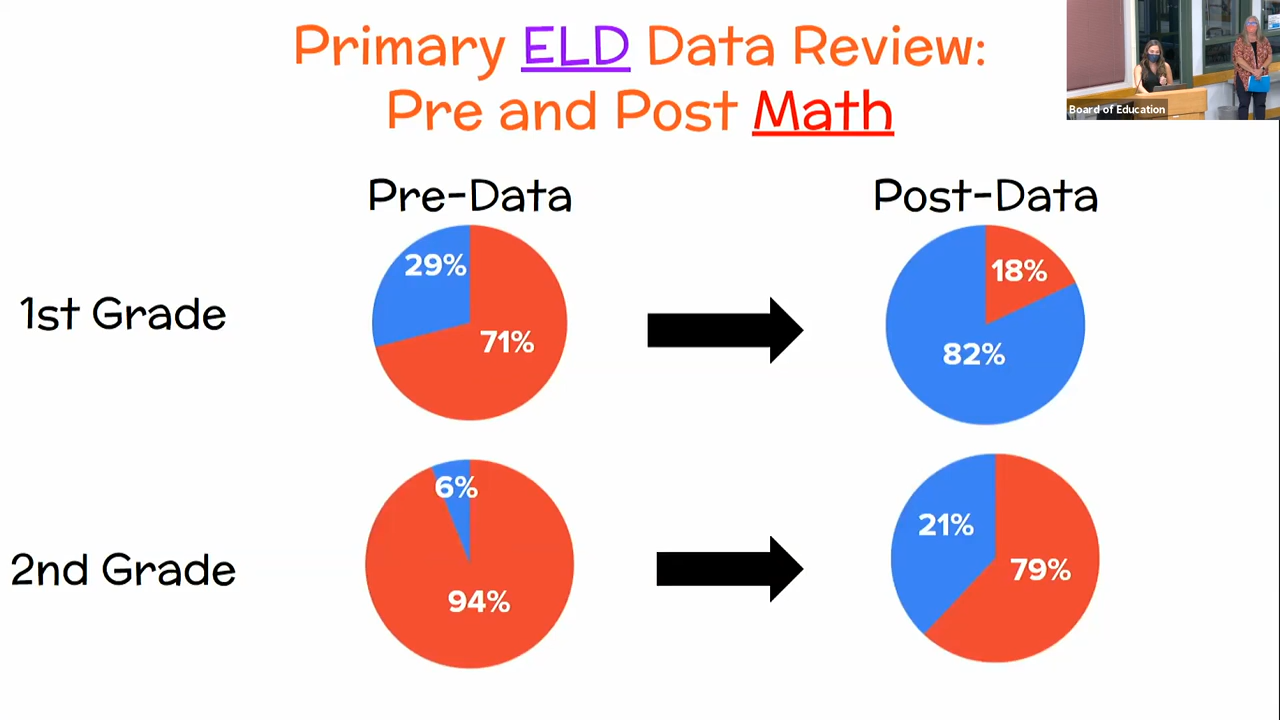 Primary ELD Data Review:
Pre and Post Math
Board of Education
Pre-Data
Post-Data
1st Grade
29%
71%
18%
82%
2nd Grade
6%
94%
21%
79%